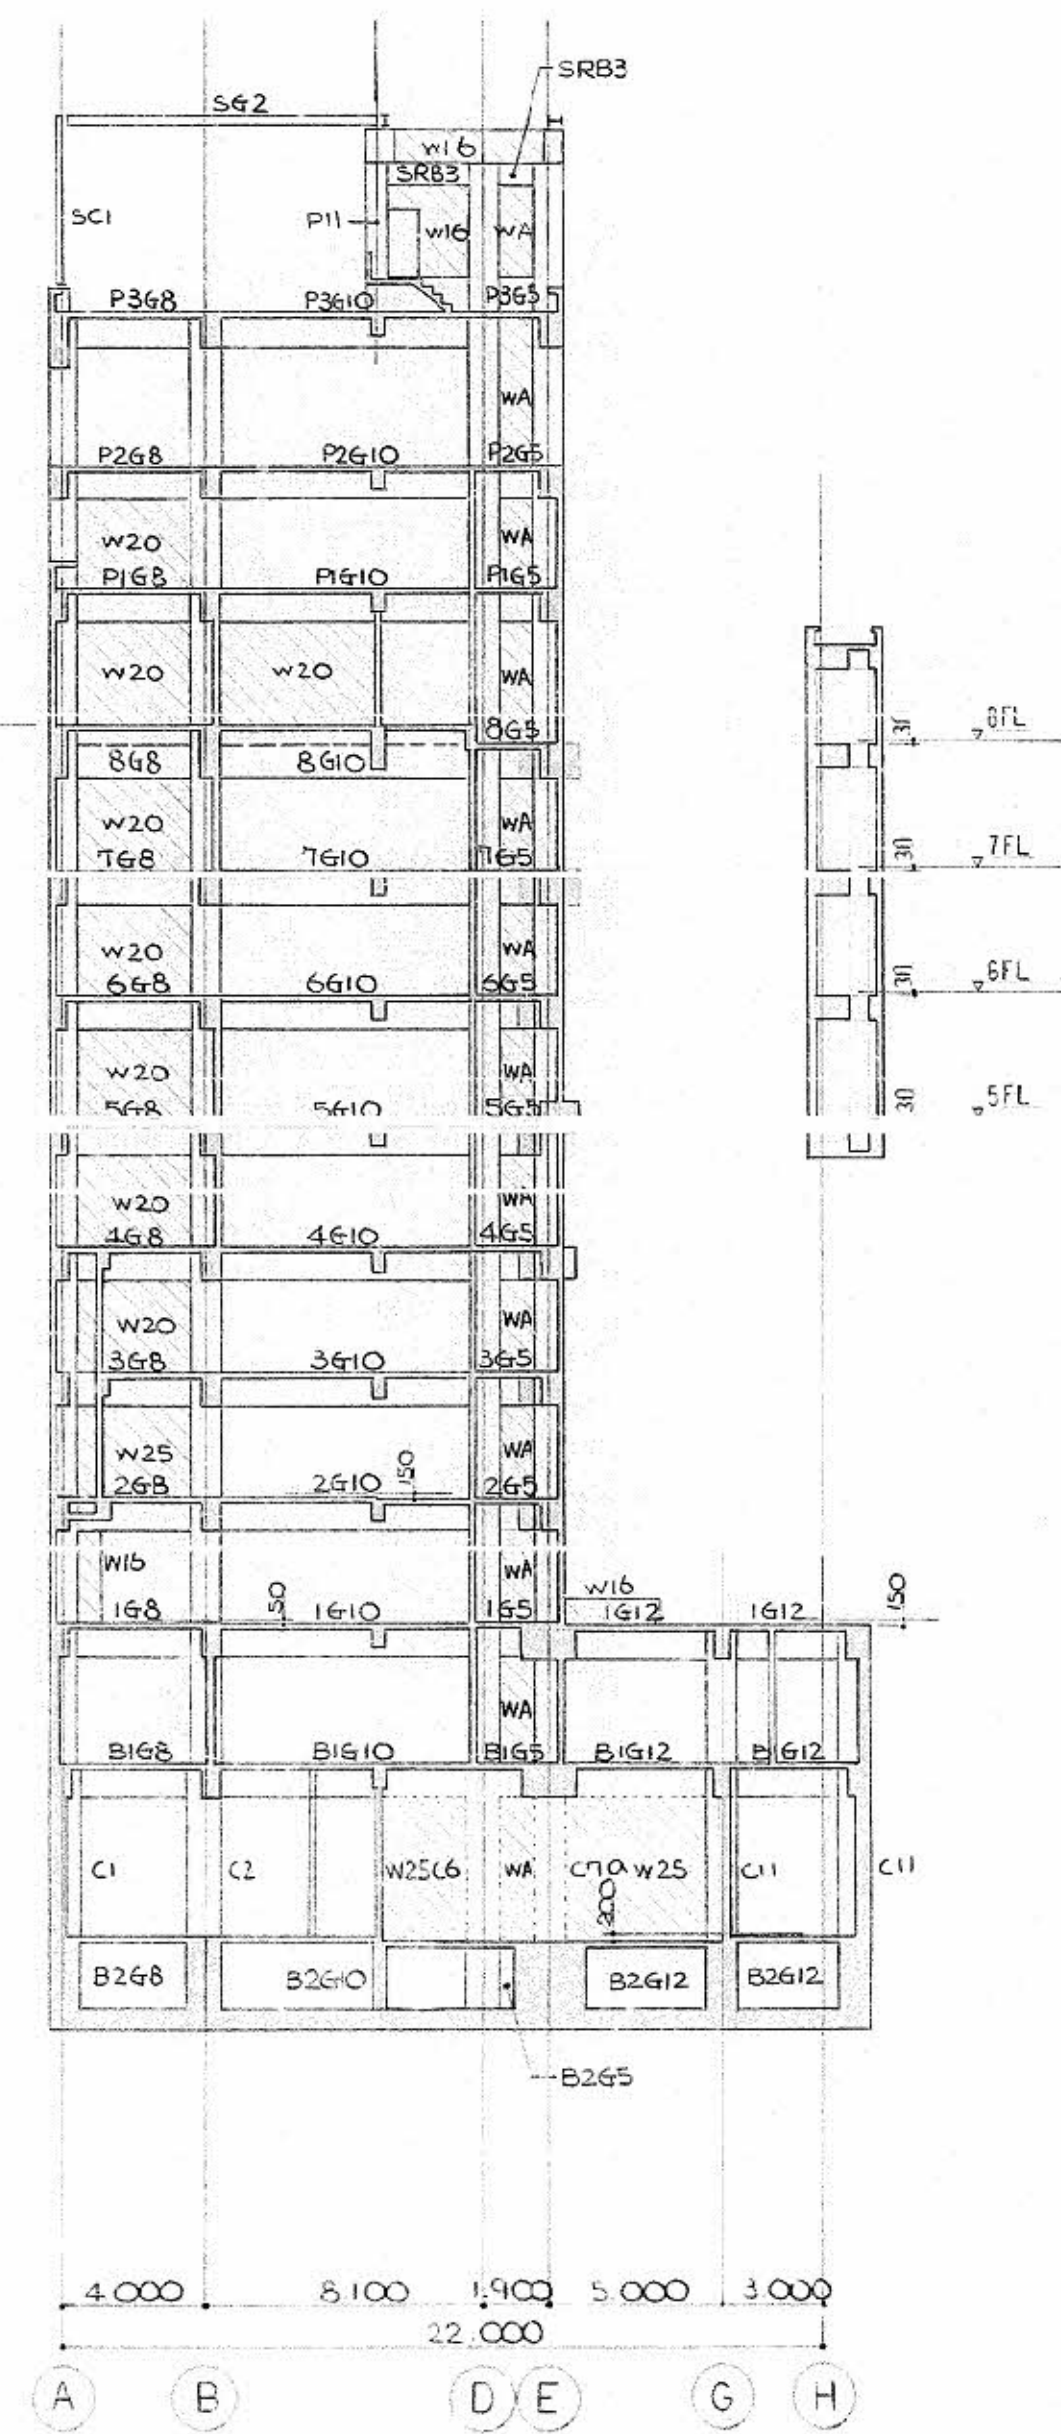 SRB3
SG2
W16
SRB3
SC1
P11
W16
WA
P3G8
P3G10
P3G5
WA
P2G8
P2G10
P2G5
W20
WA
P1G8
P1G10
P1G5
W20
W20
WA
8G5
8FL
30
8G8
8G10
W20
WA
7G8
7G10
7G5
30
7FL
W20
WA
6G8
6G10
6G5
30
6FL
W20
WA
5G8
5G10
5G5
30
5FL
W20
WA
4G8
4G10
4G5
W20
WA
3G8
3G10
3G5
W25
WA
150
2G8
2G10
2G5
W15
WA
W16
1G8
50
1G10
1G5
1G12
1G12
150
WA
B1G8
B1G10
B1G5
B1G12
B1G12
C1
C2
W25
C6
WA
C7a
W25
C11
C11
200
B2G8
B2G10
B2G12
B2G12
B2G5
4.000
8.100
1.900
5.000
3.000
22.000
A
B
D
E
G
H